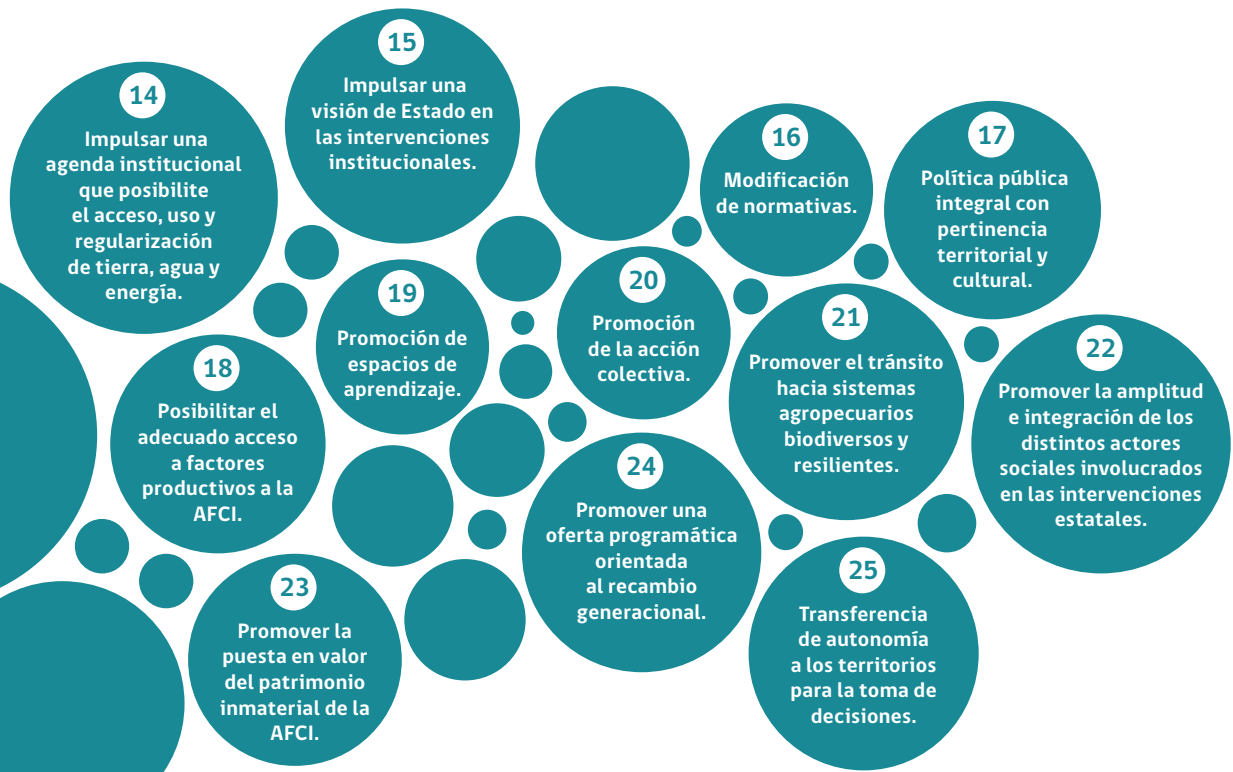 14
Impulsar una
agenda institucional
que posibilite
el acceso, uso y
regularización
de tierra, agua y
energía.
15
Impulsar una
visión de Estado en
las intervenciones
institucionales.
16
Modificación
de normativas.
17
Política pública
integral con
pertinencia
territorial y
cultural.
18
Posibilitar el
adecuado acceso
a factores
productivos a la
AFCI.
19
Promoción de
espacios de
aprendizaje.
20
Promoción
de la acción
colectiva.
21
Promover el tránsito
hacia sistemas
agropecuarios
biodiversos y
resilientes.
22
Promover la amplitud
e integración de los
distintos actores
sociales involucrados
en las intervenciones
estatales.
23
Promover la
puesta en valor
del patrimonio
inmaterial de la
AFCI.
24
Promover una
oferta programática
orientada
al recambio
generacional.
25
Transferencia
de autonomía
a los territorios
para la toma de
decisiones.